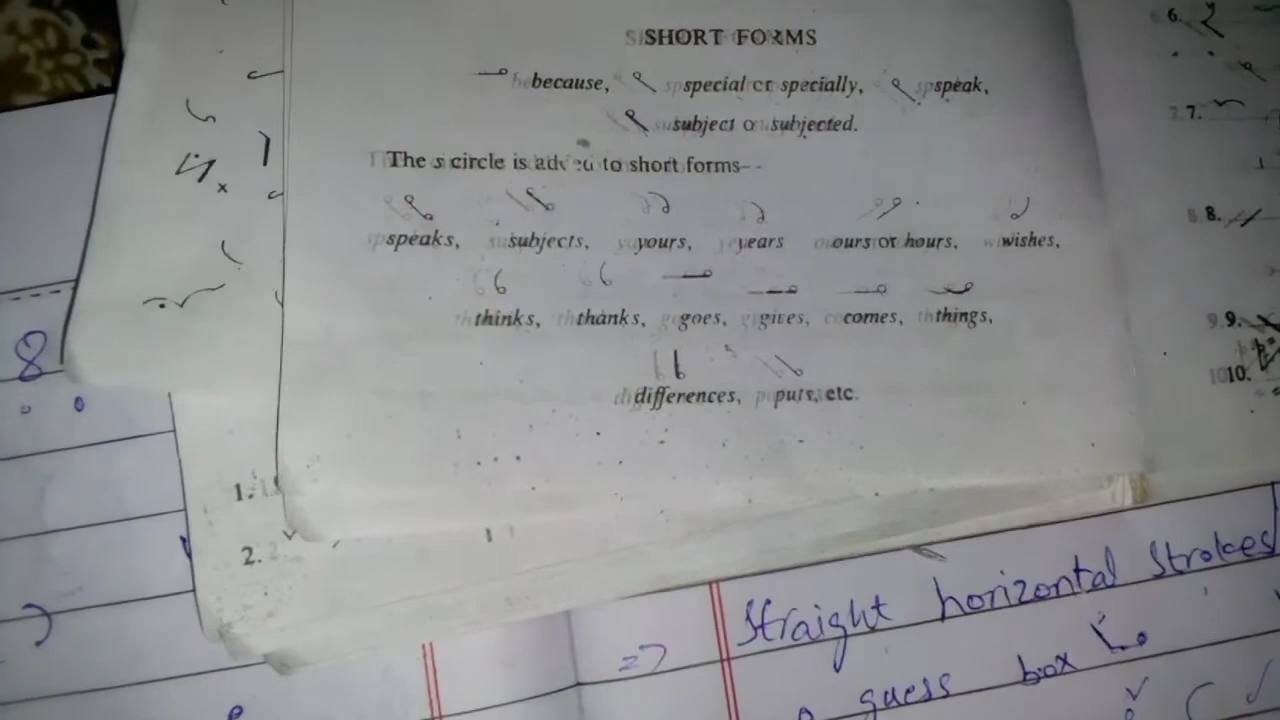 SHORT FORMS
because, special or specially, speak,
subject or subjected.
The s circle is added to short forms--
speaks, subjects, yours, years ours or hours, wishes,
thinks, thanks, goes, gives, comes, things,
differences, puts, etc.
1.
2.
6.
7.
8.
9.
10.
8
Straight horizontal strokes
guess box